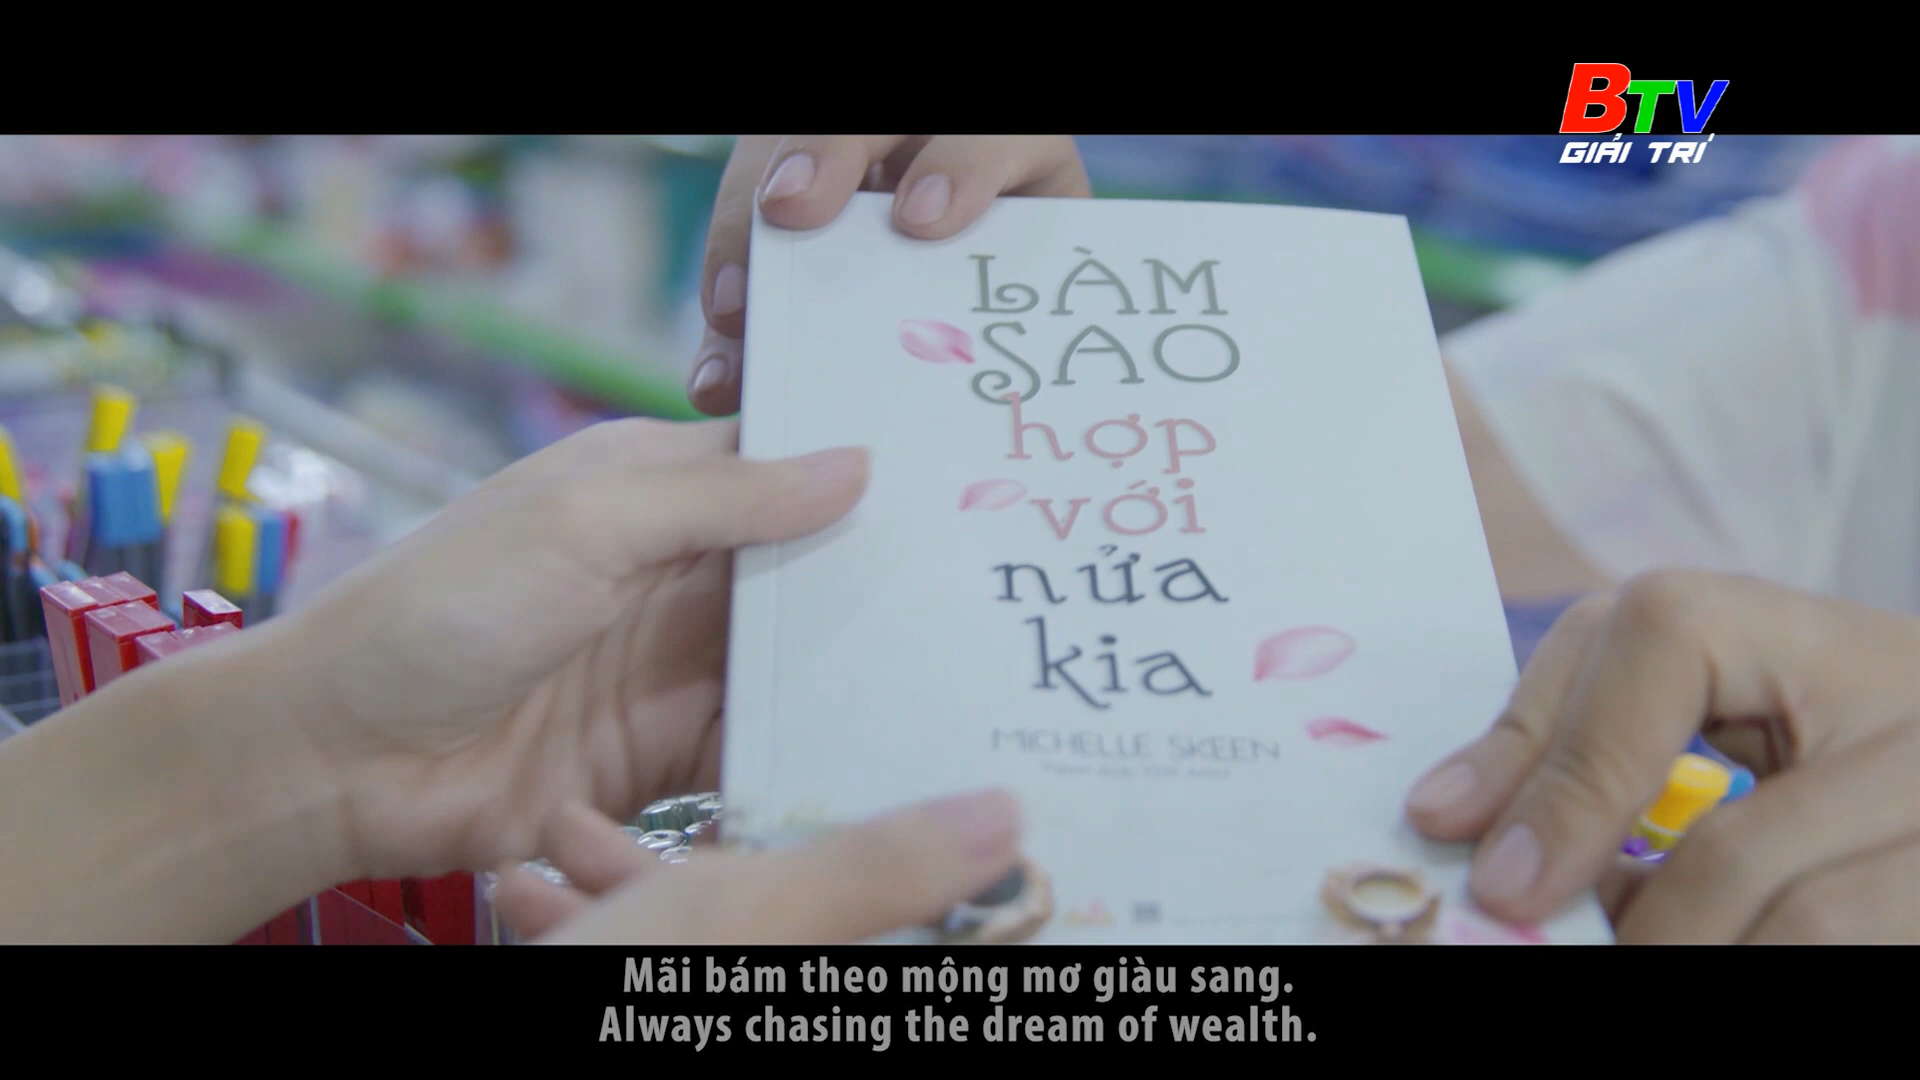 BTV
GIẢI TRÍ
LÀM
SAO
hợp
với
nửa
kia
MICHELLE SKEEN
Mãi bám theo mộng mơ giàu sang.
Always chasing the dream of wealth.